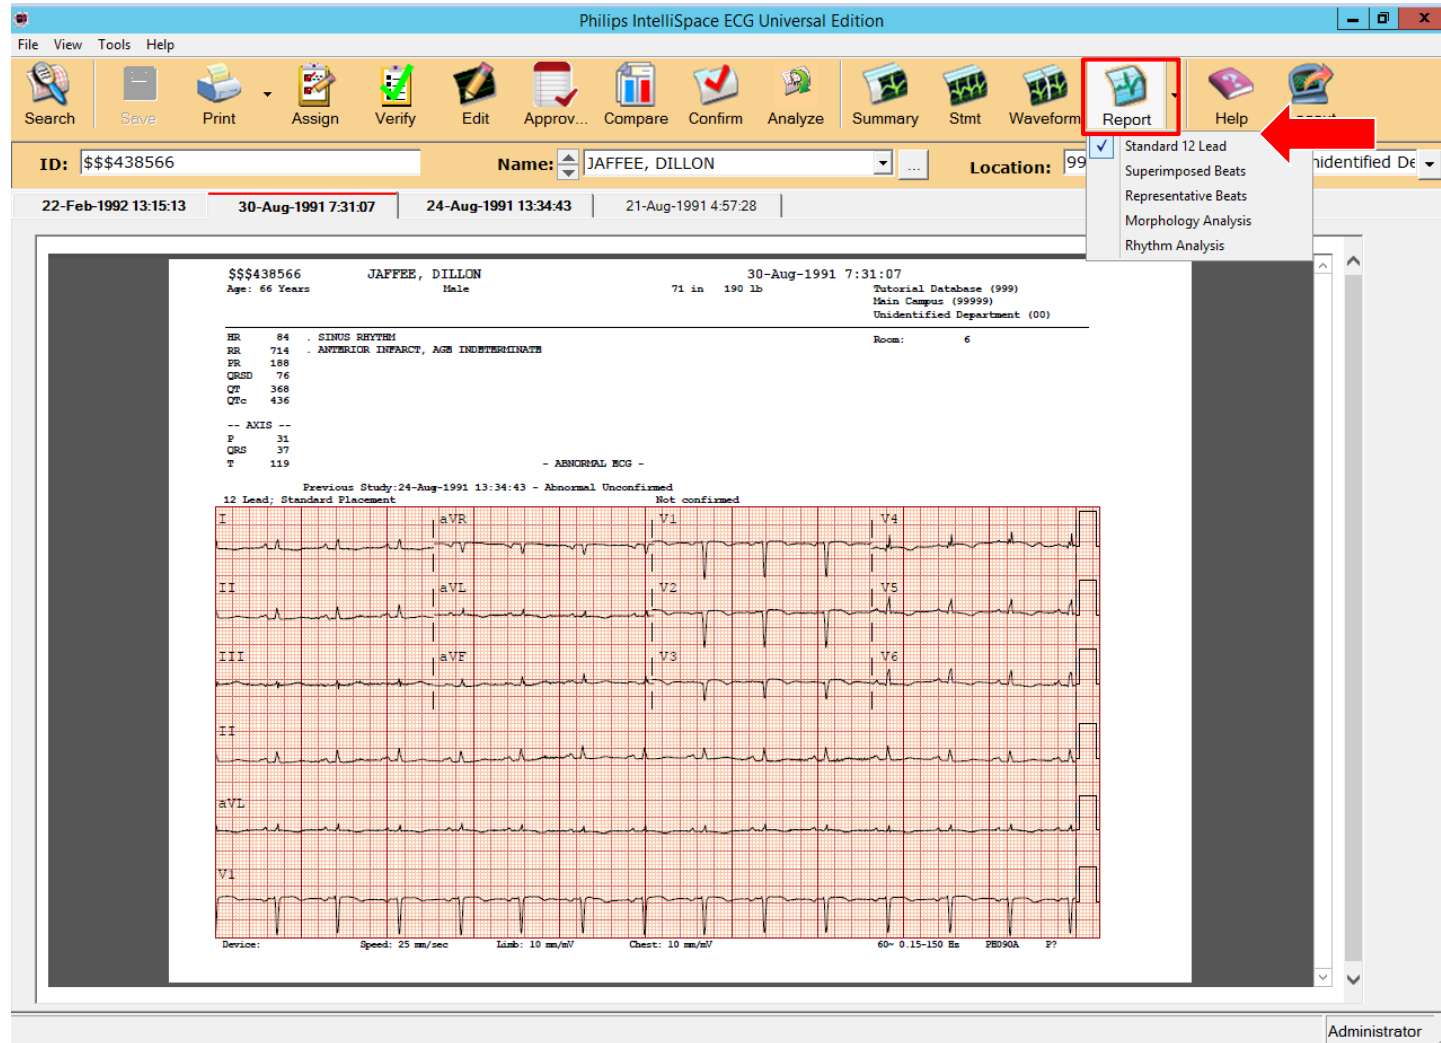 Philips IntelliSpace ECG Universal Edition
File View Tools Help
Search Save Print Assign Verify Edit Approv... Compare Confirm Analyze Summary Stmt Waveform Report Help
Standard 12 Lead
Superimposed Beats
Representative Beats
Morphology Analysis
Rhythm Analysis
ID: $$$438566 Name: JAFFEE, DILLON ... Location: 99 nidentified De
22-Feb-1992 13:15:13 30-Aug-1991 7:31:07 24-Aug-1991 13:34:43 21-Aug-1991 4:57:28
$$$438566 JAFFEE, DILLON 30-Aug-1991 7:31:07
Age: 66 Years Male 71 in 190 lb Tutorial Database (999)
Main Campus (99999)
Unidentified Department (00)
HR 84 . SINUS RHYTHM Room: 6
RR 714 . ANTERIOR INFARCT, AGE INDETERMINATE
PR 188
QRSD 76
QT 368
QTc 436
-- AXIS --
P 31
QRS 37
T 119 - ABNORMAL ECG -
Previous Study:24-Aug-1991 13:34:43 - Abnormal Unconfirmed
12 Lead; Standard Placement Not confirmed
I aVR V1 V4
II aVL V2 V5
III aVF V3 V6
II
aVL
V1
Device: Speed: 25 mm/sec Limb: 10 mm/mV Chest: 10 mm/mV 60~ 0.15-150 Hz PH090A P?
Administrator